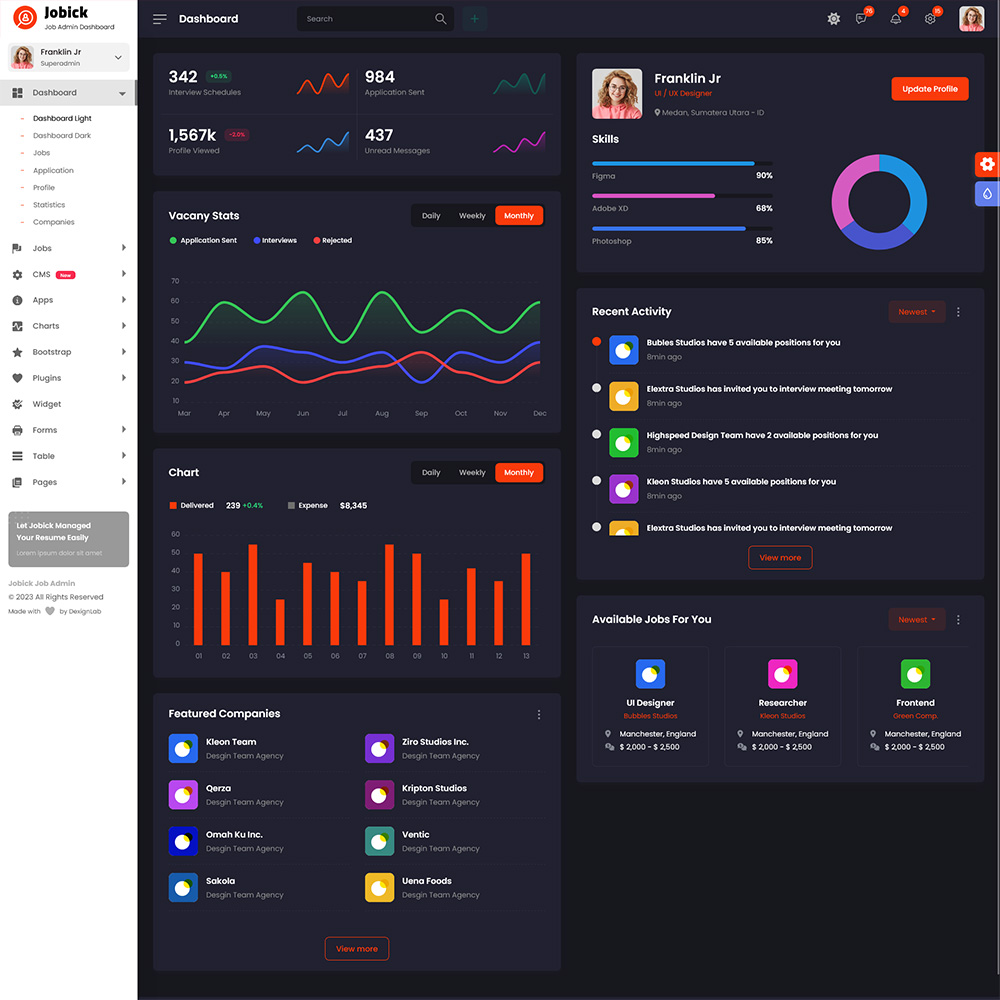 Jobick
Job Admin Dashboard
Franklin Jr
Superadmin
Dashboard
Dashboard Light
Dashboard Dark
Jobs
Application
Profile
Statistics
Companies
Jobs
CMS New
Apps
Charts
Bootstrap
Plugins
Widget
Forms
Table
Pages
Let Jobick Managed
Your Resume Easily
Lorem ipsum dolor sit amet
Jobick Job Admin
© 2023 All Rights Reserved
Made with by DexignLab
Dashboard
Search
+
76
4
15
342 +0.5%
Interview Schedules
984
Application Sent
1,567k -2.0%
Profile Viewed
437
Unread Messages
Vacany Stats
Daily Weekly Monthly
Application Sent Interviews Rejected
70
60
50
40
30
20
10
Mar Apr May Jun Jul Aug Sep Oct Nov Dec
Chart
Daily Weekly Monthly
Delivered 239 +0.4% Expense $8,345
60
50
40
30
20
10
0
01 02 03 04 05 06 07 08 09 10 11 12 13
Featured Companies
Kleon Team
Desgin Team Agency
Ziro Studios Inc.
Desgin Team Agency
Qerza
Desgin Team Agency
Kripton Studios
Desgin Team Agency
Omah Ku Inc.
Desgin Team Agency
Ventic
Desgin Team Agency
Sakola
Desgin Team Agency
Uena Foods
Desgin Team Agency
View more
Franklin Jr
UI / UX Designer
Medan, Sumatera Utara - ID
Update Profile
Skills
Figma 90%
Adobe XD 68%
Photoshop 85%
Recent Activity
Newest
Bubles Studios have 5 available positions for you
8min ago
Elextra Studios has invited you to interview meeting tomorrow
8min ago
Highspeed Design Team have 2 available positions for you
8min ago
Kleon Studios have 5 available positions for you
8min ago
Elextra Studios has invited you to interview meeting tomorrow
View more
Available Jobs For You
Newest
UI Designer
Bubbles Studios
Manchester, England
$ 2,000 - $ 2,500
Researcher
Kleon Studios
Manchester, England
$ 2,000 - $ 2,500
Frontend
Green Comp.
Manchester, England
$ 2,000 - $ 2,500